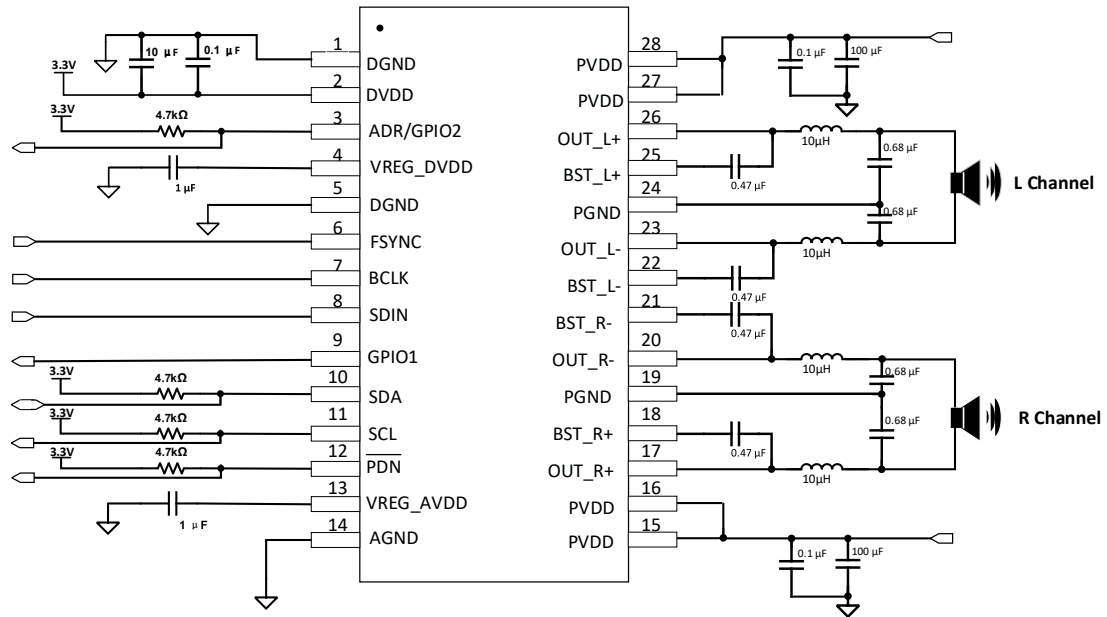 10 μF
0.1 μF
3.3V
1
DGND
2
DVDD
3.3V
4.7kΩ
3
ADR/GPIO2
4
VREG_DVDD
1 μF
5
DGND
6
FSYNC
7
BCLK
8
SDIN
9
GPIO1
3.3V
4.7kΩ
10
SDA
3.3V
4.7kΩ
11
SCL
3.3V
4.7kΩ
12
PDN
13
VREG_AVDD
1 μF
14
AGND
28
PVDD
0.1 μF
100 μF
27
PVDD
26
OUT_L+
10μH
0.68 μF
25
BST_L+
0.47 μF
L Channel
24
PGND
0.68 μF
23
OUT_L-
10μH
22
BST_L-
0.47 μF
21
BST_R-
0.47 μF
20
OUT_R-
10μH
0.68 μF
19
PGND
R Channel
18
BST_R+
0.47 μF
0.68 μF
17
OUT_R+
10μH
16
PVDD
15
PVDD
0.1 μF
100 μF